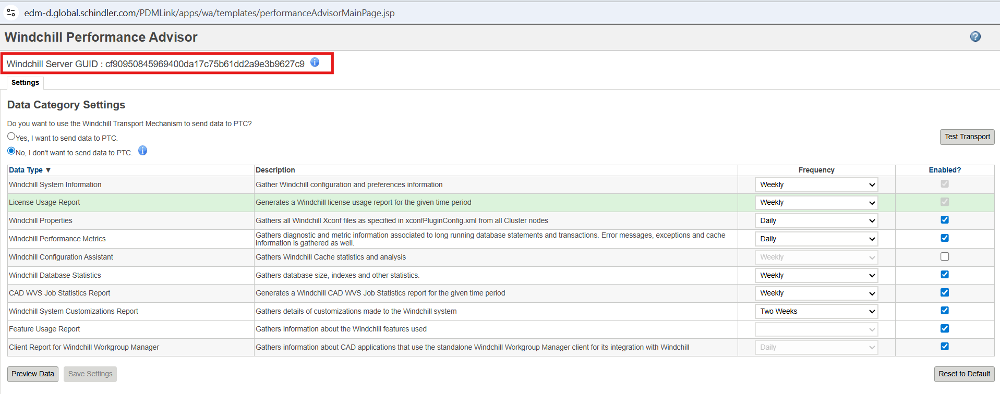 edm-d.global.schindler.com/PDMLink/apps/wa/templates/performanceAdvisorMainPage.jsp
Windchill Performance Advisor
Windchill Server GUID : cf90950845969400da17c75b61dd2a9e3b9627c9
Settings
Data Category Settings
Do you want to use the Windchill Transport Mechanism to send data to PTC?
Yes, I want to send data to PTC.
Test Transport
No, I don't want to send data to PTC.
Data Type ▼ Description Frequency Enabled?
Windchill System Information Gather Windchill configuration and preferences information Weekly
License Usage Report Generates a Windchill license usage report for the given time period Weekly
Windchill Properties Gathers all Windchill Xconf files as specified in xconfPluginConfig.xml from all Cluster nodes Daily
Windchill Performance Metrics Gathers diagnostic and metric information associated to long running database statements and transactions. Error messages, exceptions and cache
information is gathered as well. Daily
Windchill Configuration Assistant Gathers Windchill Cache statistics and analysis Weekly
Windchill Database Statistics Gathers database size, indexes and other statistics. Weekly
CAD WVS Job Statistics Report Generates a Windchill CAD WVS Job Statistics report for the given time period Weekly
Windchill System Customizations Report Gathers details of customizations made to the Windchill system Two Weeks
Feature Usage Report Gathers information about the Windchill features used
Client Report for Windchill Workgroup Manager Gathers information about CAD applications that use the standalone Windchill Workgroup Manager client for its integration with Windchill Daily
Preview Data Save Settings Reset to Default